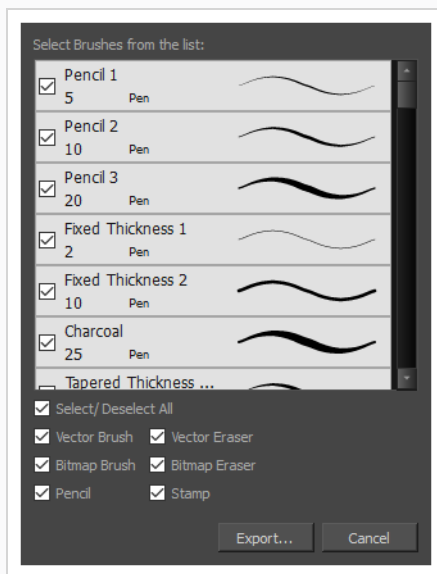 Select Brushes from the list:
Pencil 1
5 Pen
Pencil 2
10 Pen
Pencil 3
20 Pen
Fixed Thickness 1
2 Pen
Fixed Thickness 2
10 Pen
Charcoal
25 Pen
Tapered Thickness ...
Select/ Deselect All
Vector Brush Vector Eraser
Bitmap Brush Bitmap Eraser
Pencil Stamp
Export... Cancel